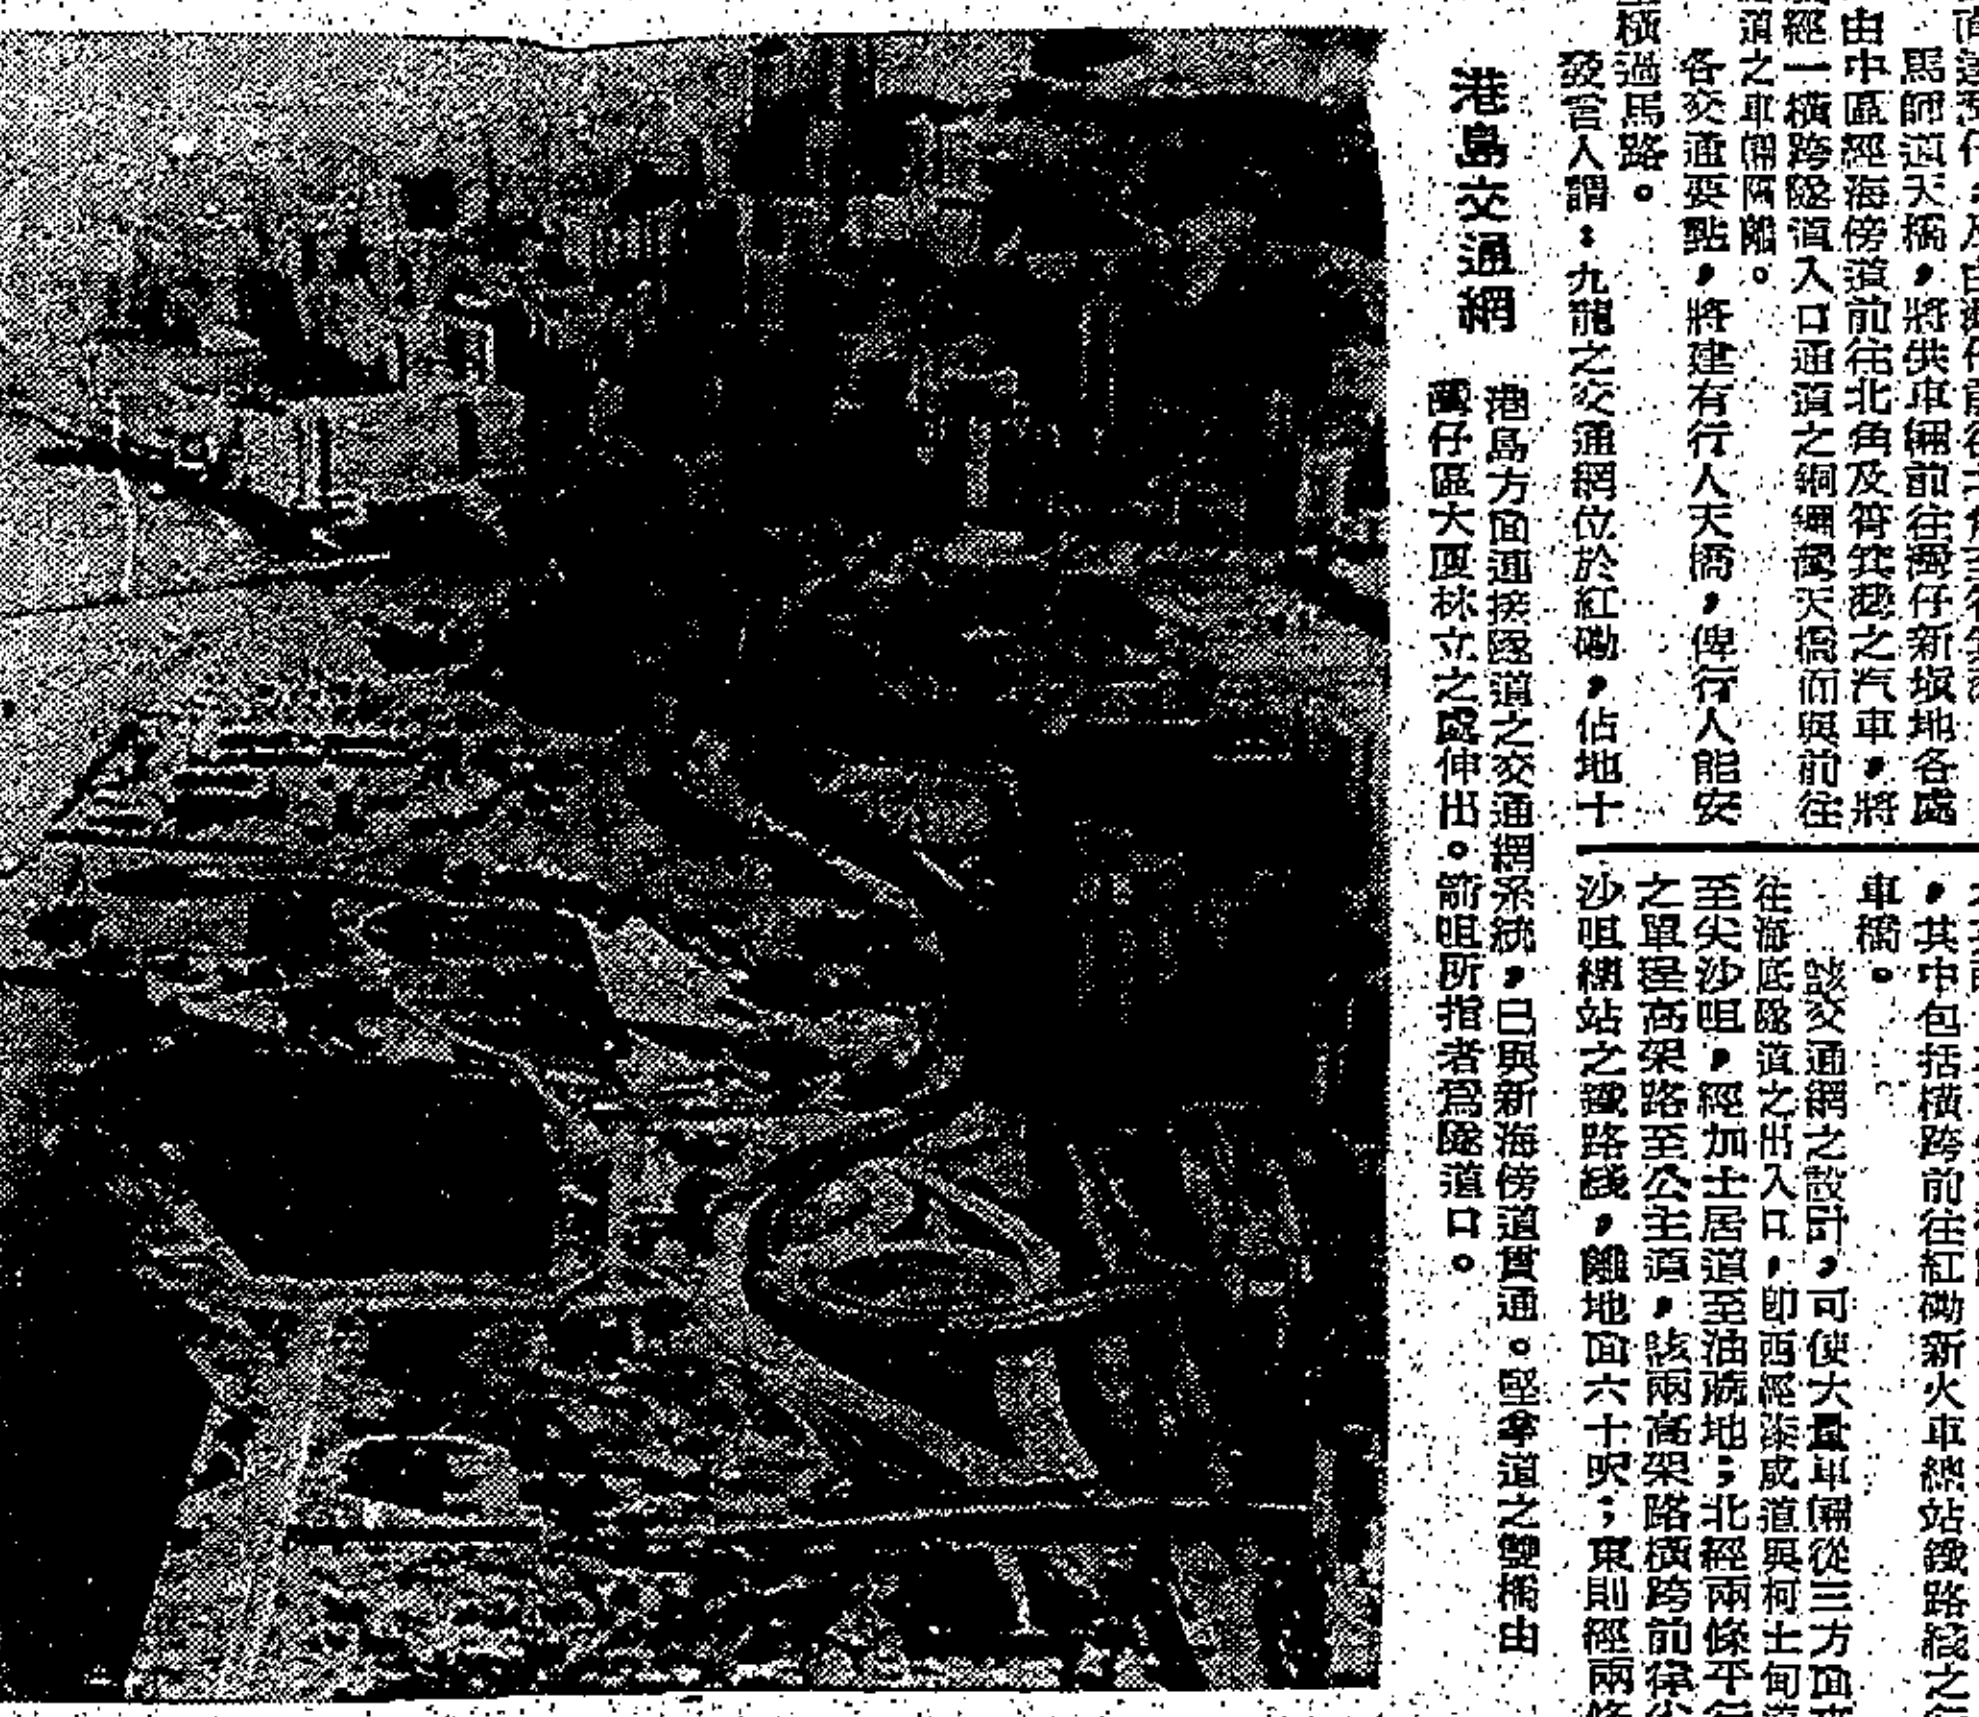 馬師道天橋，將供車輛前往灣仔新填地各處
由中區經海傍道前往北角及筲箕灣之汽車，將
經一橫跨隧道入口通道之銅鑼灣天橋而與前往
道之車輛隔離。
各交通要點，將建有行人天橋，俾行人能安
橫過馬路。
發言人謂：九龍之交通網位於紅磡，佔地十
港島交通網
港島方面連接隧道之交通網系統，已與新海傍道貫通。堅拿道之雙橋由
灣仔區大廈林立之處伸出。箭咀所指者爲隧道口。
，其中包括橫跨前往紅磡新火車總站鐵路綫之
車橋。
該交通網之設計，可使大量車輛從三方面
往海底隧道之出入口，卽西經漆咸道與柯士甸
至尖沙咀，經加士居道至油蔴地；北經兩條平行
之單程高架路至公主道，該兩高架路橫跨前往尖
沙咀總站之鐵路綫，離地面六十呎；東則經兩條